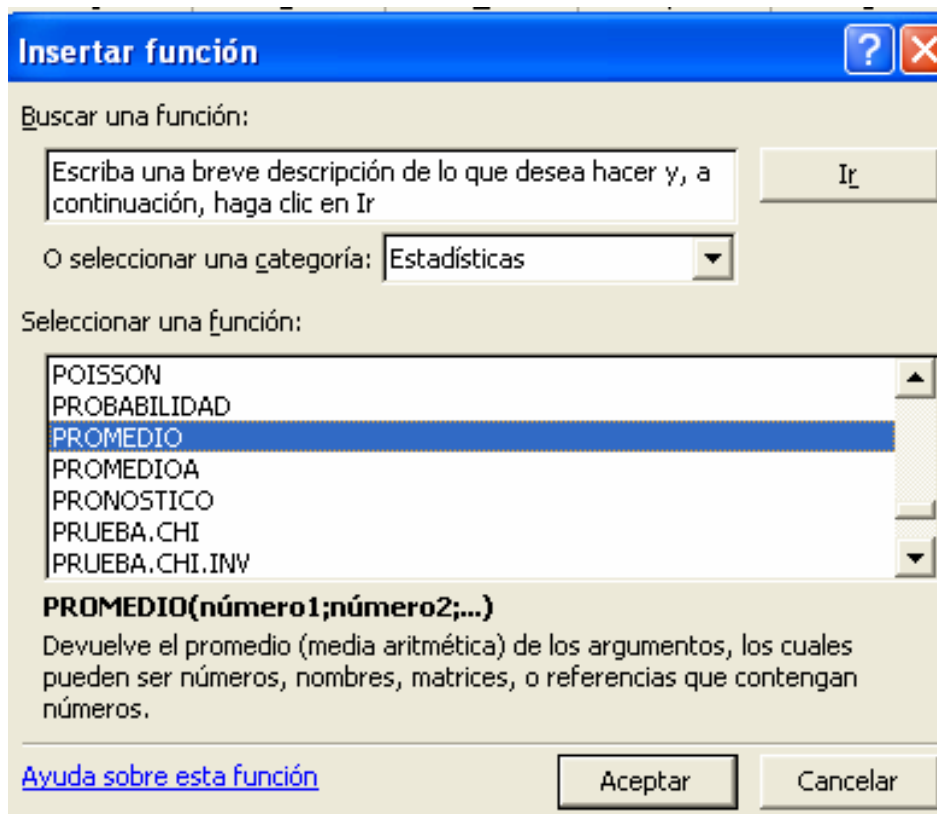 Insertar función
Buscar una función:
Escriba una breve descripción de lo que desea hacer y, a
continuación, haga clic en Ir
Ir
O seleccionar una categoría: Estadísticas
Seleccionar una función:
POISSON
PROBABILIDAD
PROMEDIO
PROMEDIOA
PRONOSTICO
PRUEBA.CHI
PRUEBA.CHI.INV
PROMEDIO(número1;número2;...)
Devuelve el promedio (media aritmética) de los argumentos, los cuales
pueden ser números, nombres, matrices, o referencias que contengan
números.
Ayuda sobre esta función
Aceptar
Cancelar